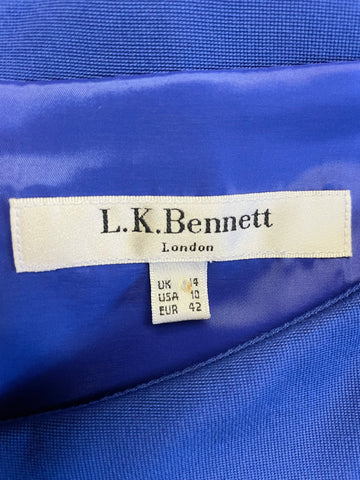 L.K.Bennett
London
UK 14
USA 10
EUR 42